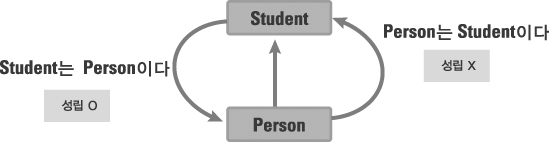 Student
Person는 Student이다
Student는 Person이다
성립 X
성립 O
Person